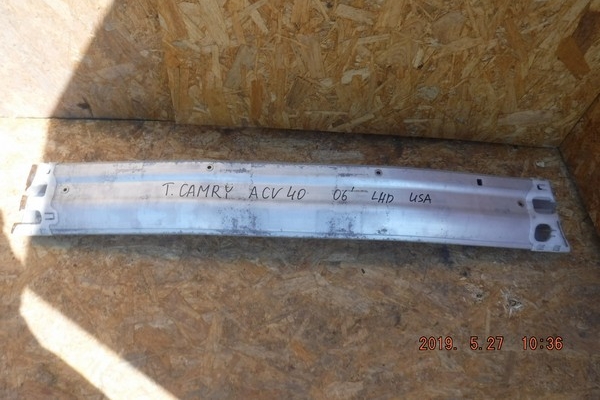 T. CAMRY ACV 40 06'— LHD USA
2019. 5.27 10:36